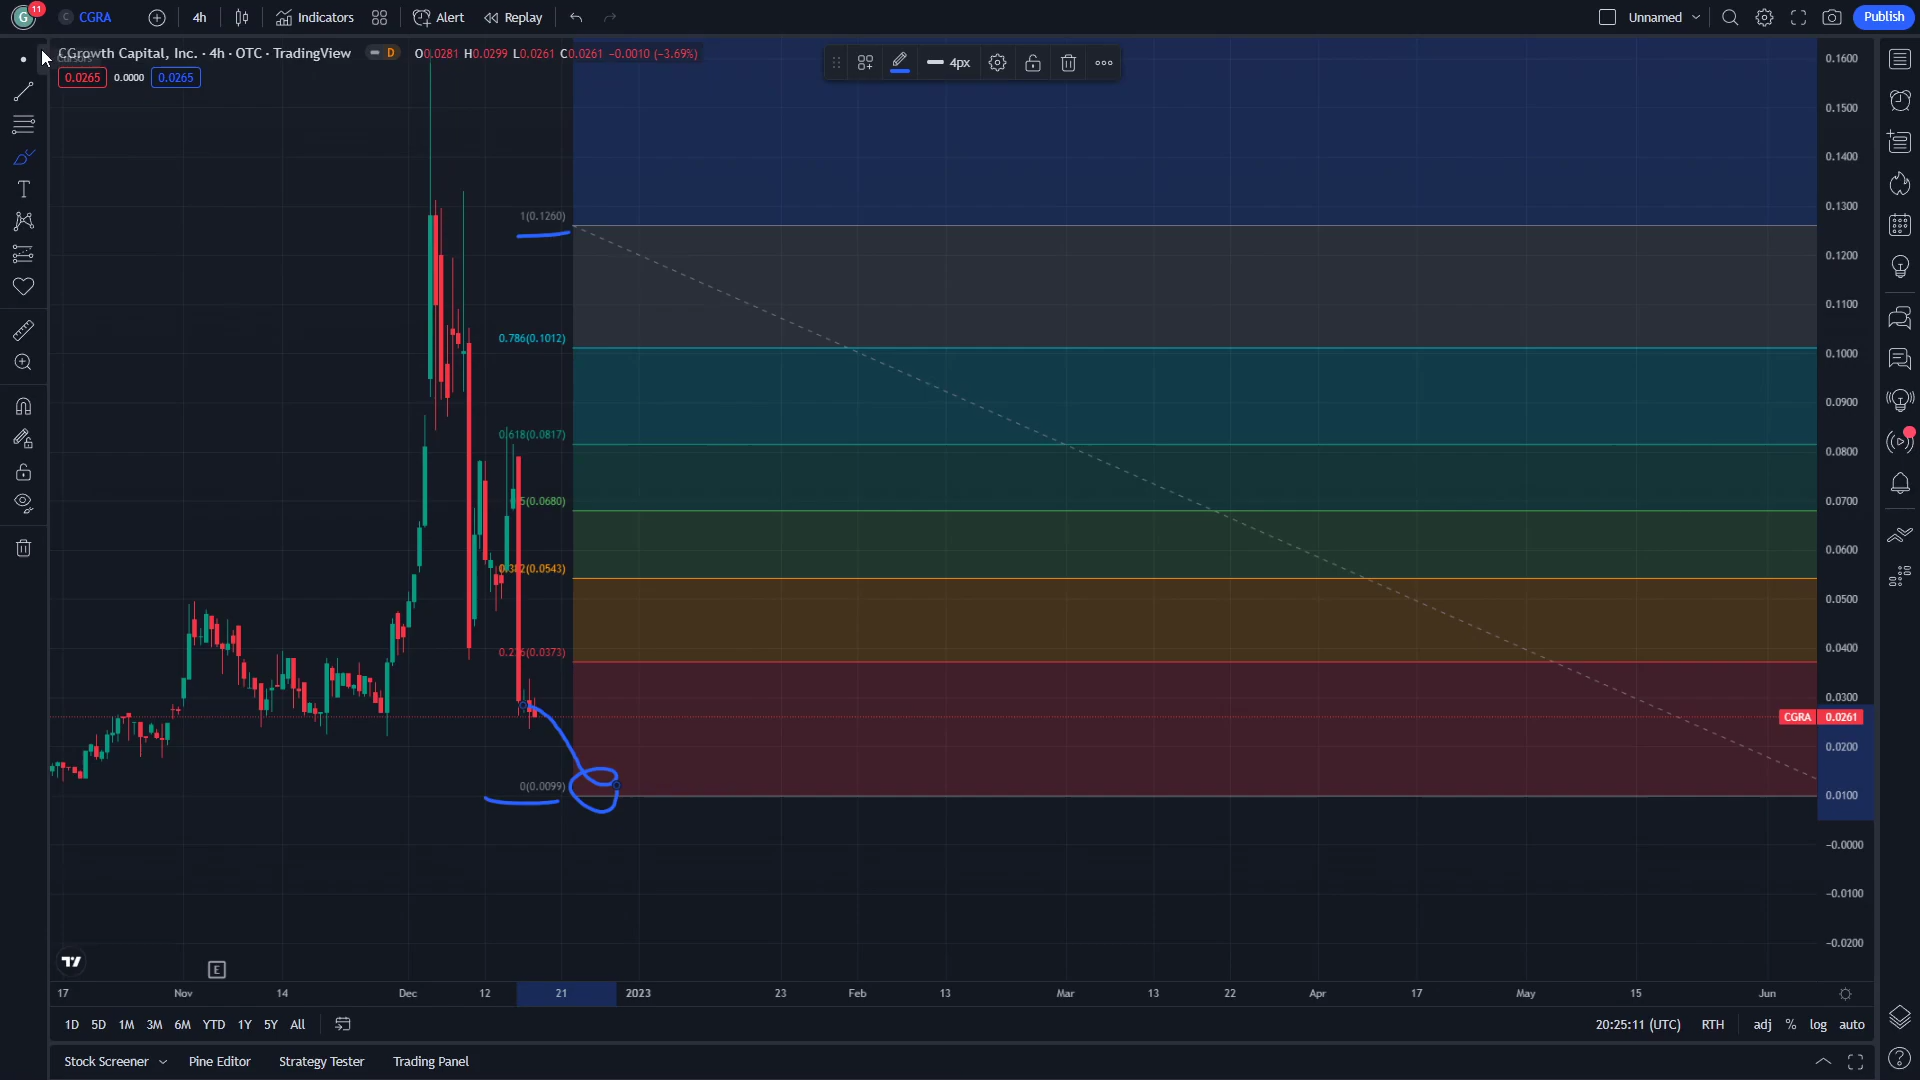 G 11 C CGRA 4h Indicators Alert Replay Unnamed Publish
CGrowth Capital, Inc. · 4h · OTC · TradingView D O0.0281 H0.0299 L0.0261 C0.0261 -0.0010 (-3.69%)
0.0265 0.0000 0.0265
4px
0.1600
0.1500
0.1400
0.1300
1(0.1260)
0.1200
0.1100
0.786(0.1012)
0.1000
0.0900
0.618(0.0817)
0.0800
0.5(0.0680)
0.0700
0.382(0.0543)
0.0600
0.0500
0.236(0.0373)
0.0400
0.0300
CGRA 0.0261
0.0200
0(0.0099)
0.0100
-0.0000
-0.0100
-0.0200
E
17 Nov 14 Dec 12 21 2023 23 Feb 13 Mar 13 22 Apr 17 May 15 Jun
1D 5D 1M 3M 6M YTD 1Y 5Y All 20:25:11 (UTC) RTH adj % log auto
Stock Screener Pine Editor Strategy Tester Trading Panel